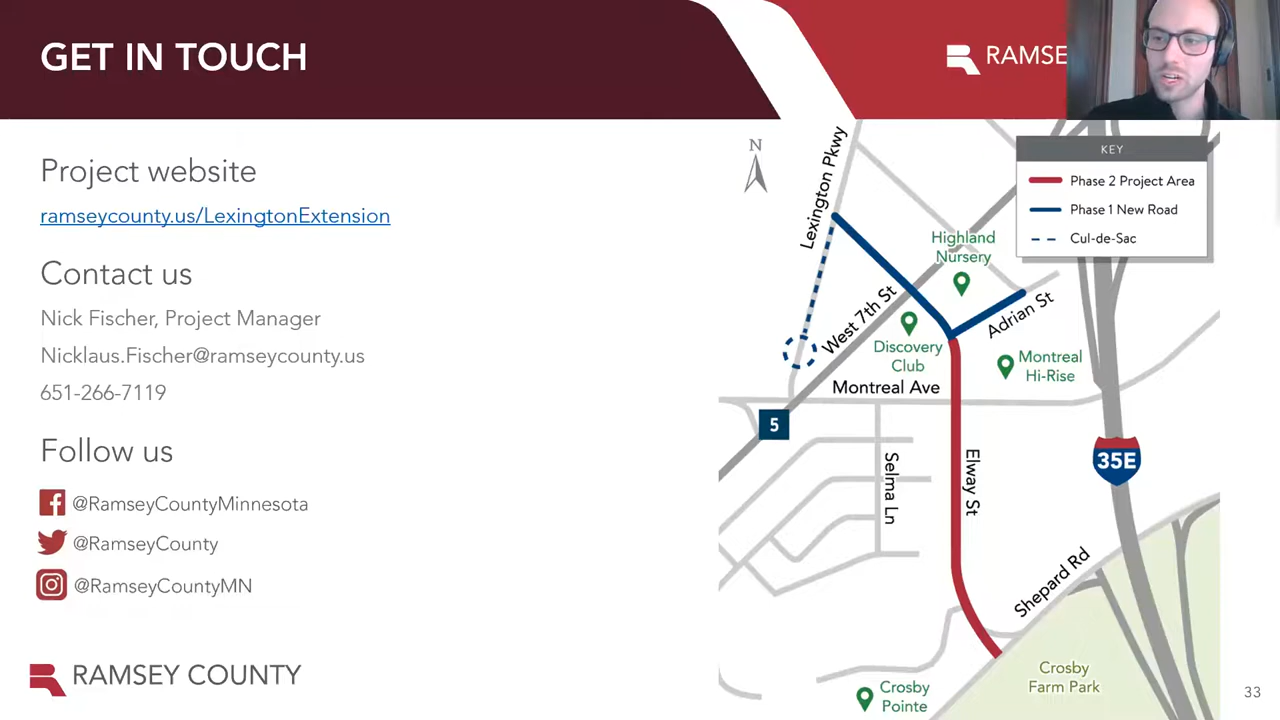 GET IN TOUCH
RAMSE
Project website
ramseycounty.us/LexingtonExtension
Contact us
Nick Fischer, Project Manager
Nicklaus.Fischer@ramseycounty.us
651-266-7119
Follow us
@RamseyCountyMinnesota
@RamseyCounty
@RamseyCountyMN
RAMSEY COUNTY
N
KEY
Phase 2 Project Area
Phase 1 New Road
Cul-de-Sac
Lexington Pkwy
Highland
Nursery
West 7th St
Adrian St
Discovery
Club
Montreal
Hi-Rise
Montreal Ave
5
35E
Selma Ln
Elway St
Shepard Rd
Crosby
Farm Park
Crosby
Pointe
33